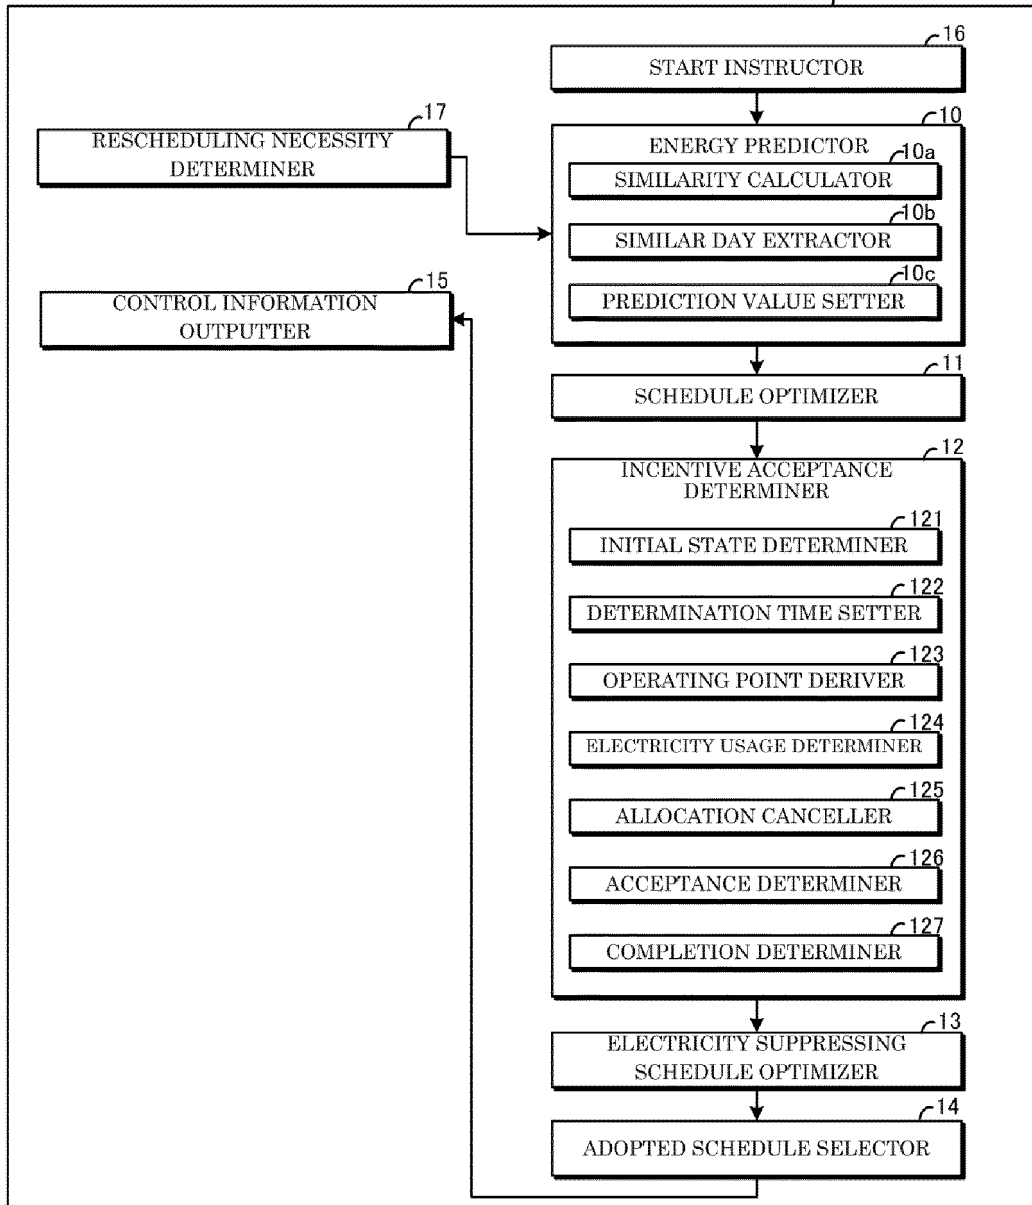 16
START INSTRUCTOR
17
RESCHEDULING NECESSITY
DETERMINER
10
ENERGY PREDICTOR
10a
SIMILARITY CALCULATOR
10b
SIMILAR DAY EXTRACTOR
10c
PREDICTION VALUE SETTER
15
CONTROL INFORMATION
OUTPUTTER
11
SCHEDULE OPTIMIZER
12
INCENTIVE ACCEPTANCE
DETERMINER
121
INITIAL STATE DETERMINER
122
DETERMINATION TIME SETTER
123
OPERATING POINT DERIVER
124
ELECTRICITY USAGE DETERMINER
125
ALLOCATION CANCELLER
126
ACCEPTANCE DETERMINER
127
COMPLETION DETERMINER
13
ELECTRICITY SUPPRESSING
SCHEDULE OPTIMIZER
14
ADOPTED SCHEDULE SELECTOR